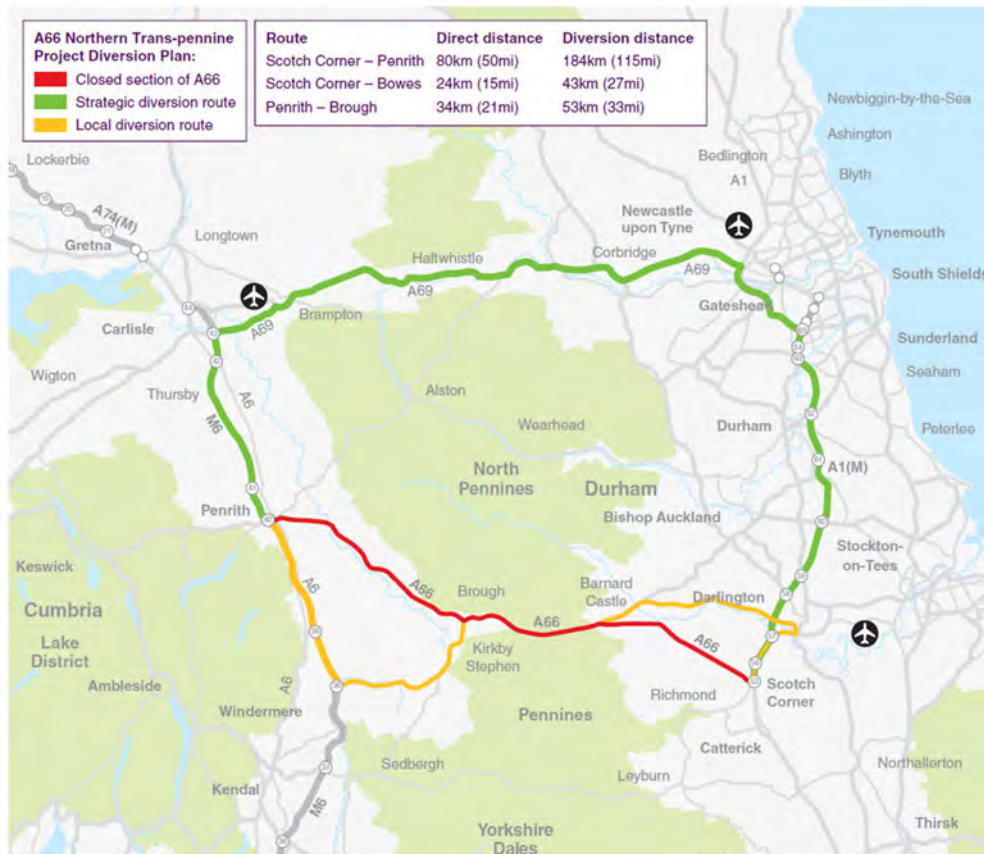 A66 Northern Trans-pennine
Project Diversion Plan:
Closed section of A66
Strategic diversion route
Local diversion route
Route Direct distance Diversion distance
Scotch Corner – Penrith 80km (50mi) 184km (115mi)
Scotch Corner – Bowes 24km (15mi) 43km (27mi)
Penrith – Brough 34km (21mi) 53km (33mi)
Newbiggin-by-the-Sea
Ashington
Bedlington
Blyth
A1
Lockerbie
A74(M)
Gretna
Longtown
Newcastle
upon Tyne
Tynemouth
Haltwhistle
Corbridge
A69
A69
South Shields
Gateshead
Carlisle
A69
Brampton
Sunderland
Wigton
Seaham
Thursby
A6
M6
Alston
Wearhead
Durham
Peterlee
A1(M)
North
Pennines
Durham
Penrith
Bishop Auckland
Stockton-
on-Tees
Keswick
Cumbria
Lake
District
A6
A66
Brough
Barnard
Castle
Darlington
A66
A66
Kirkby
Stephen
Ambleside
A6
Richmond
Scotch
Corner
Windermere
Pennines
Catterick
Sedbergh
Leyburn
Northallerton
Kendal
M6
Yorkshire
Dales
Thirsk